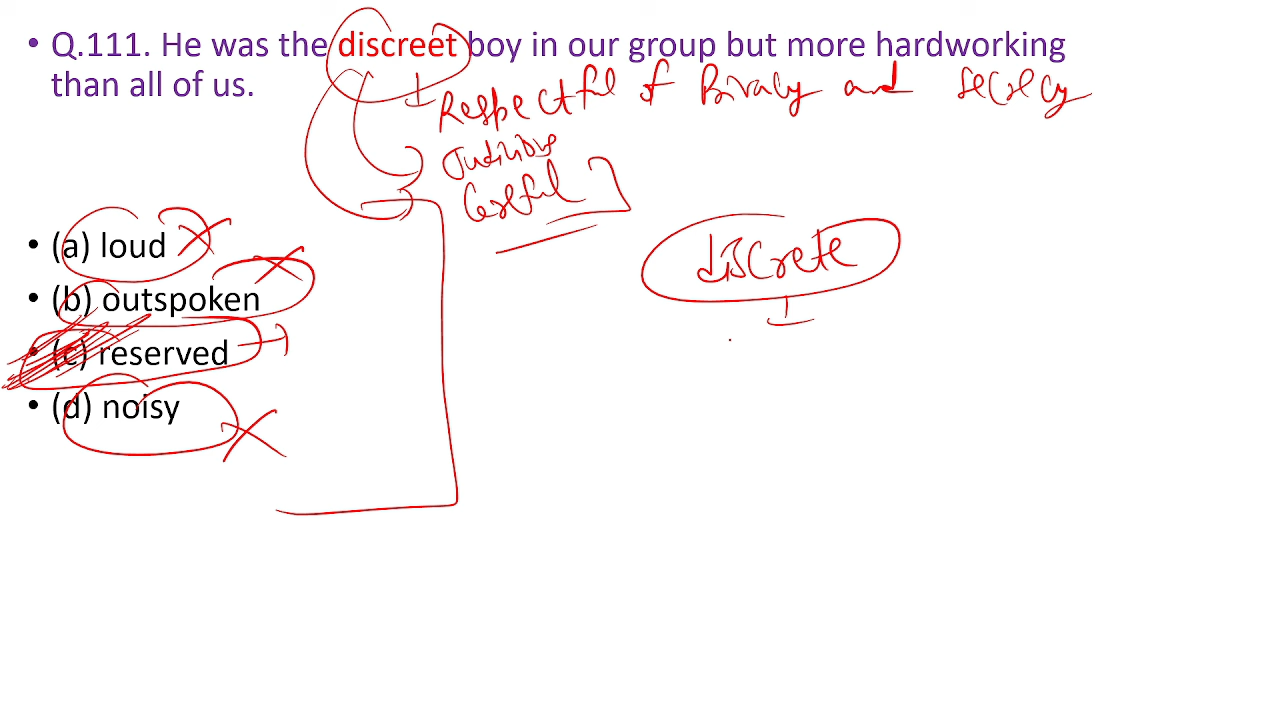 • Q.111. He was the discreet boy in our group but more hardworking
than all of us.
Respectful of Privacy and secrecy
Judicious
Careful
• (a) loud
discrete
• (b) outspoken
• (c) reserved
• (d) noisy